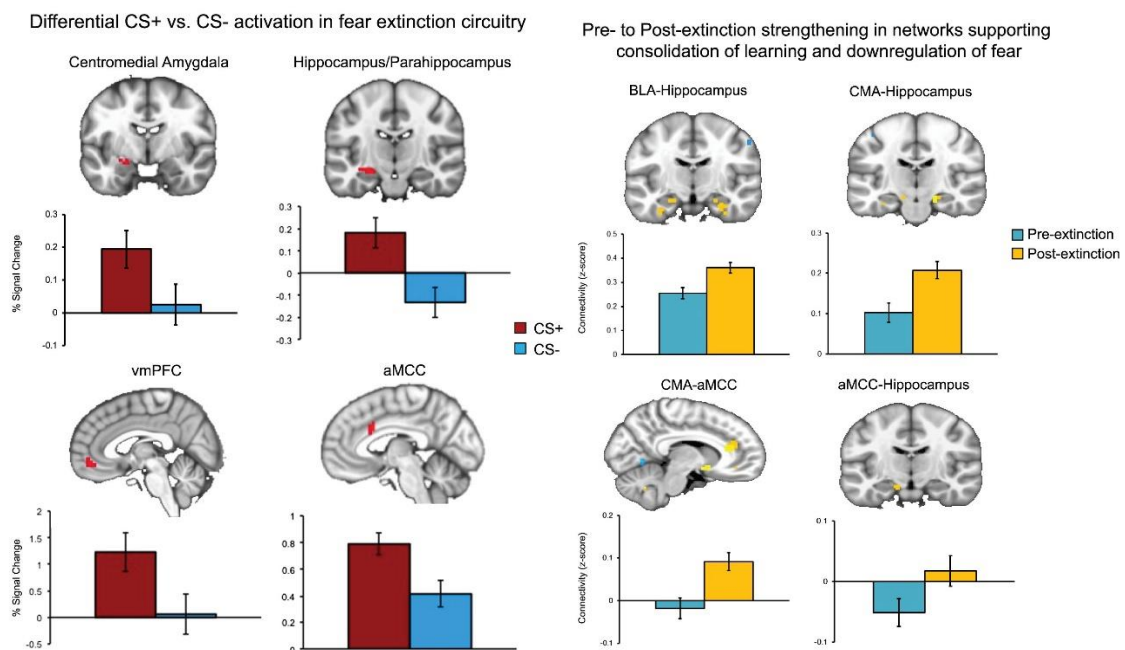 Differential CS+ vs. CS- activation in fear extinction circuitry
Centromedial Amygdala
Hippocampus/Parahippocampus
% Signal Change
0.3
0.2
0.1
0
-0.1
0.4
0.3
0.2
0.1
0
-0.1
-0.2
-0.3
CS+
CS-
vmPFC
aMCC
% Signal Change
2
1.5
1
0.5
0
-0.5
1
0.8
0.6
0.4
0.2
0
Pre- to Post-extinction strengthening in networks supporting
consolidation of learning and downregulation of fear
BLA-Hippocampus
CMA-Hippocampus
Connectivity (z-score)
0.5
0.4
0.3
0.2
0.1
0
0.3
0.2
0.1
0
Pre-extinction
Post-extinction
CMA-aMCC
aMCC-Hippocampus
Connectivity (z-score)
0.2
0.1
0
-0.1
0.1
0
-0.1